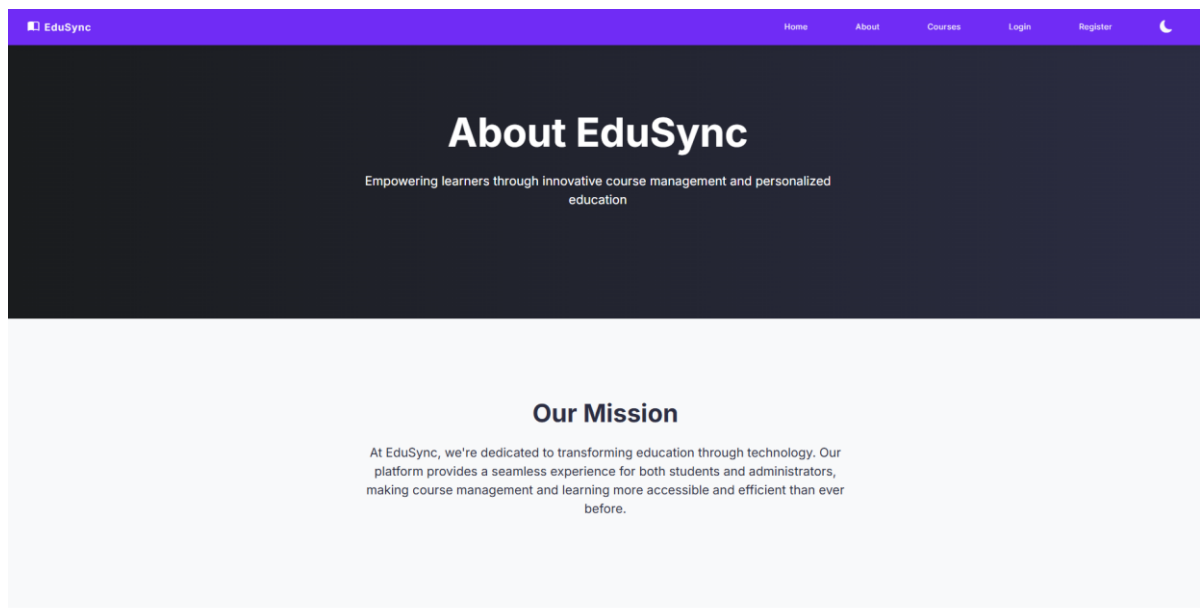 EduSync
Home About Courses Login Register
About EduSync
Empowering learners through innovative course management and personalized
education
Our Mission
At EduSync, we're dedicated to transforming education through technology. Our
platform provides a seamless experience for both students and administrators,
making course management and learning more accessible and efficient than ever
before.